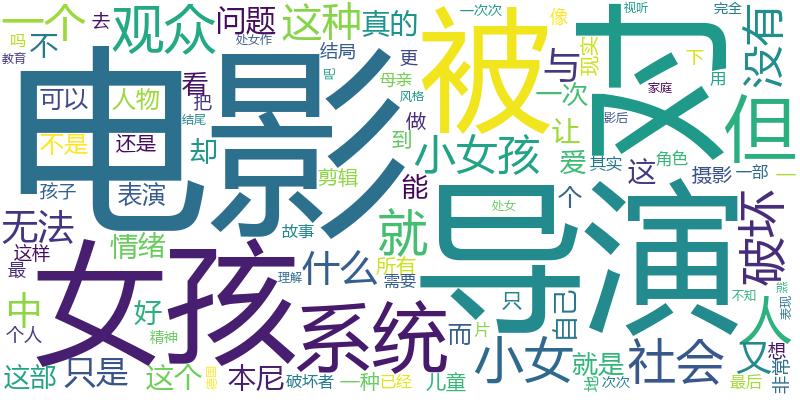 电影
导演
女孩
被
对
系统
观众
但
就
破坏
社会
小女孩
小女
一个
问题
这种
真的
没有
与
不
看
可以
人物
不是
还是
却
把
去
吗
教育
处女作
结局
更
母亲
风格
做
到
一次次
像
现实
一次
让
爱
视听
完全
下
用
家庭
影后
其实
角色
这
个
摄影
一部
一
孩子
表演
剪辑
能
无法
这样
最
情绪
故事
所有
需要
理解
什么
中
好
个人
精神
这部
只是
这个
本尼
破坏者
一种
已经
儿童
而
片
只
自己
处女
就是
次次
人
又
想
不知
熊
表现
最后
非常
结尾